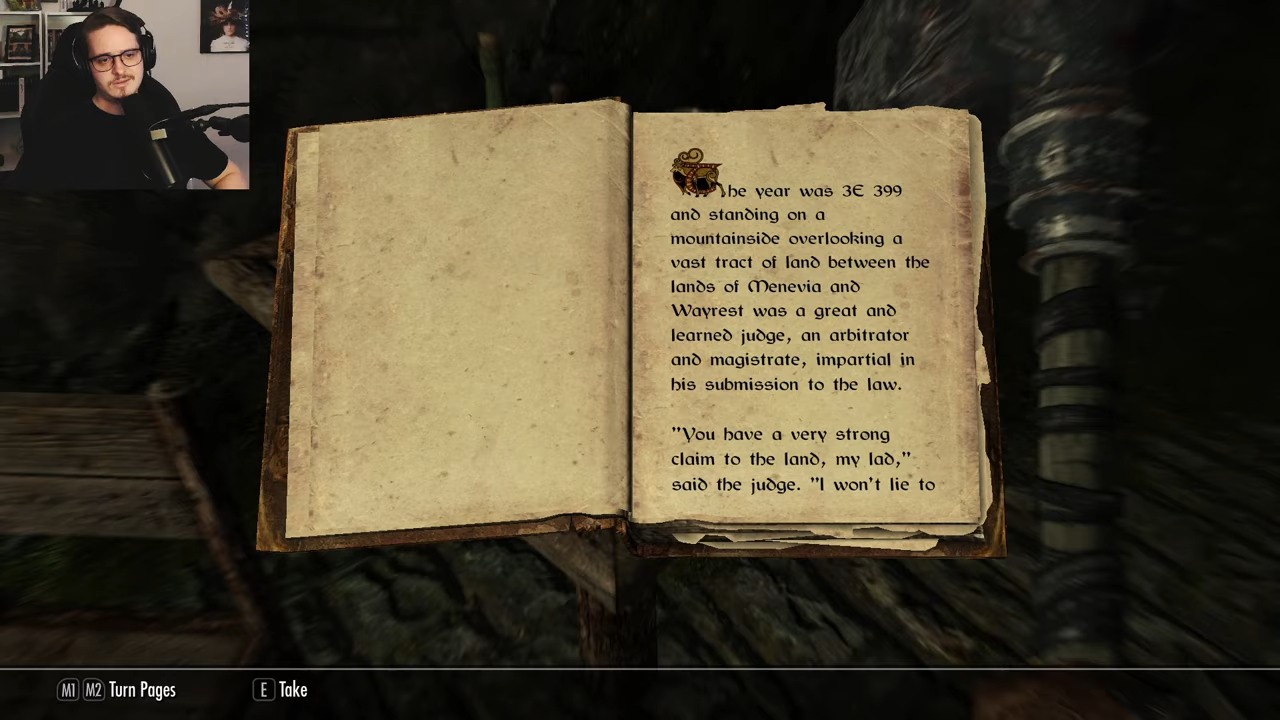 The year was 3E 399
and standing on a
mountainside overlooking a
vast tract of land between the
lands of Menevia and
Wayrest was a great and
learned judge, an arbitrator
and magistrate, impartial in
his submission to the law.
"You have a very strong
claim to the land, my lad,"
said the judge. "I won't lie to
M1 M2 Turn Pages
E Take